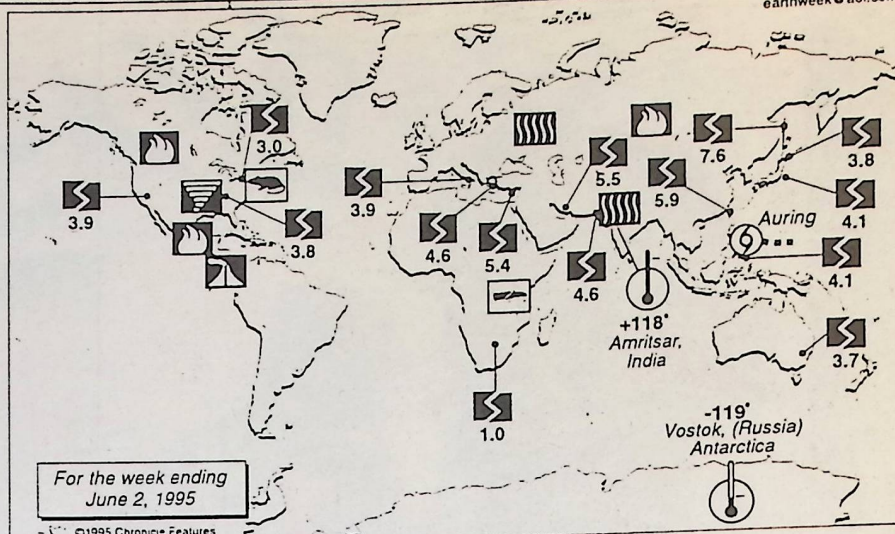 3.0
7.6
3.8
5.5
3.9
3.9
5.9
4.1
Auring
4.6
5.4
3.8
4.6
4.1
+118°
Amritsar,
India
3.7
1.0
-119°
Vostok, (Russia)
Antarctica
For the week ending
June 2, 1995
©1995 Chronicle Features